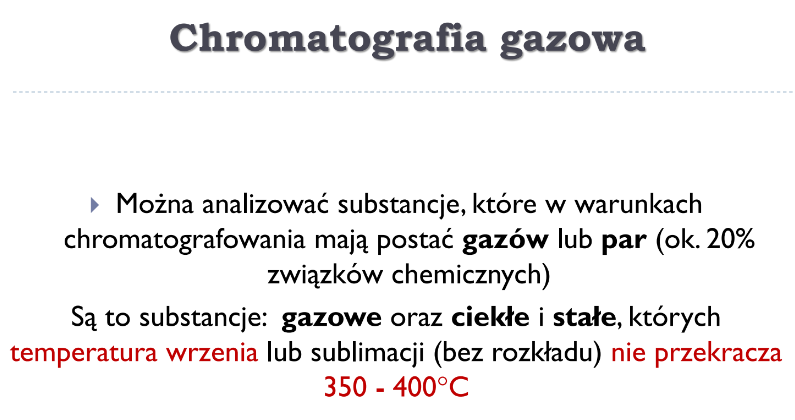 Chromatografia gazowa
Można analizować substancje, które w warunkach
chromatografowania mają postać gazów lub par (ok. 20%
związków chemicznych)
Są to substancje: gazowe oraz ciekłe i stałe, których
temperatura wrzenia lub sublimacji (bez rozkładu) nie przekracza
350 - 400°C